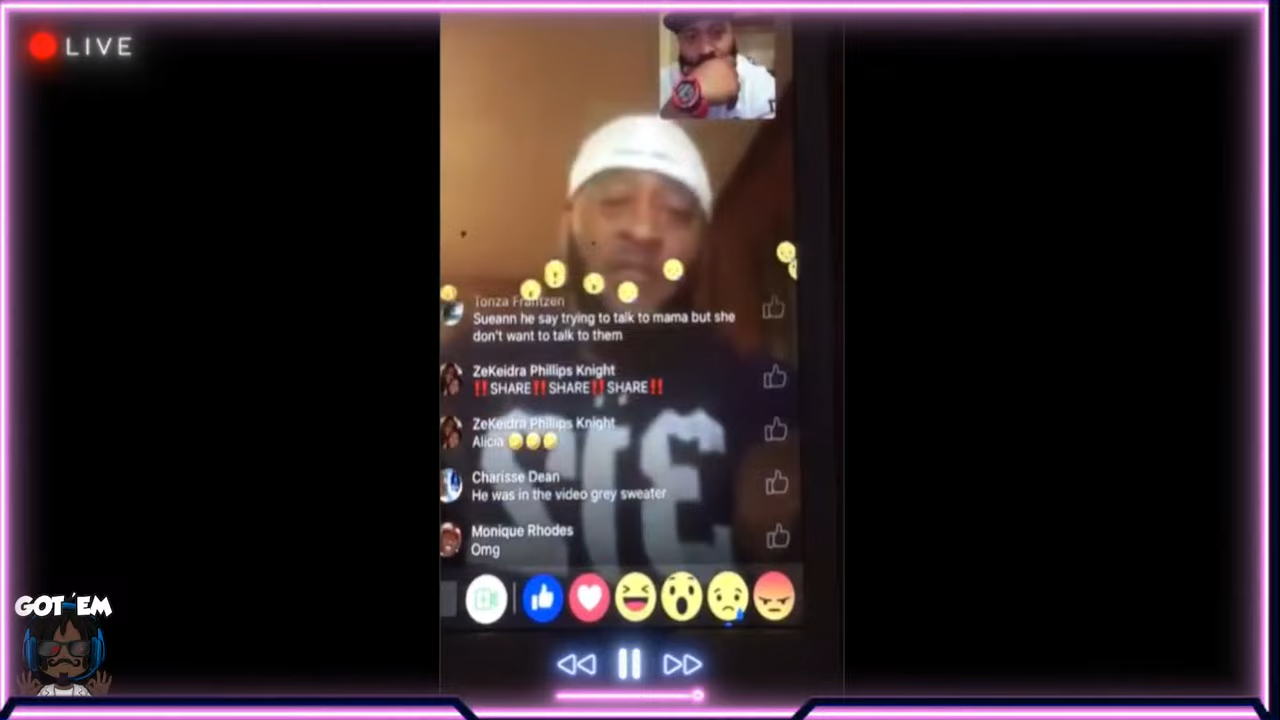 LIVE
Tonza Frantzen
Sueann he say trying to talk to mama but she
don't want to talk to them
ZeKeidra Phillips Knight
‼️SHARE‼️SHARE‼️SHARE‼️
ZeKeidra Phillips Knight
Alicia
Charisse Dean
He was in the video grey sweater
Monique Rhodes
Omg
GOT 'EM